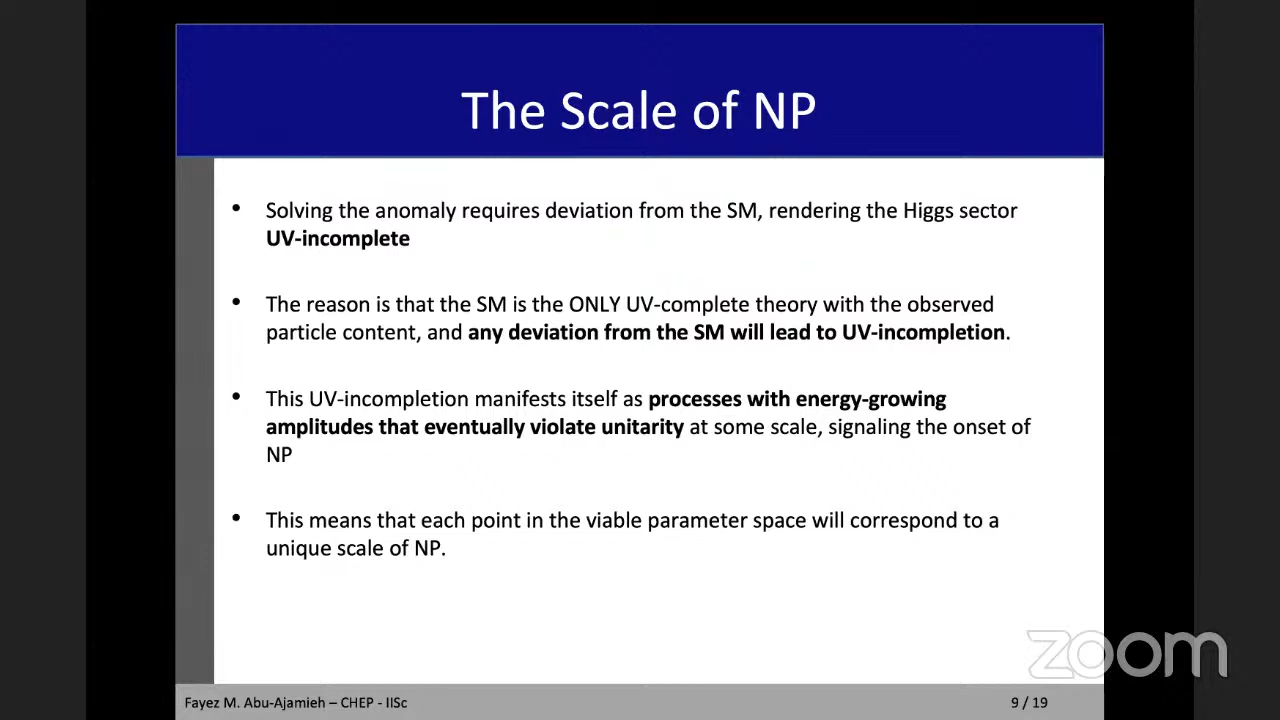 The Scale of NP
• Solving the anomaly requires deviation from the SM, rendering the Higgs sector
UV-incomplete
• The reason is that the SM is the ONLY UV-complete theory with the observed
particle content, and any deviation from the SM will lead to UV-incompletion.
• This UV-incompletion manifests itself as processes with energy-growing
amplitudes that eventually violate unitarity at some scale, signaling the onset of
NP
• This means that each point in the viable parameter space will correspond to a
unique scale of NP.
zoom
Fayez M. Abu-Ajamieh – CHEP - IISc
9 / 19